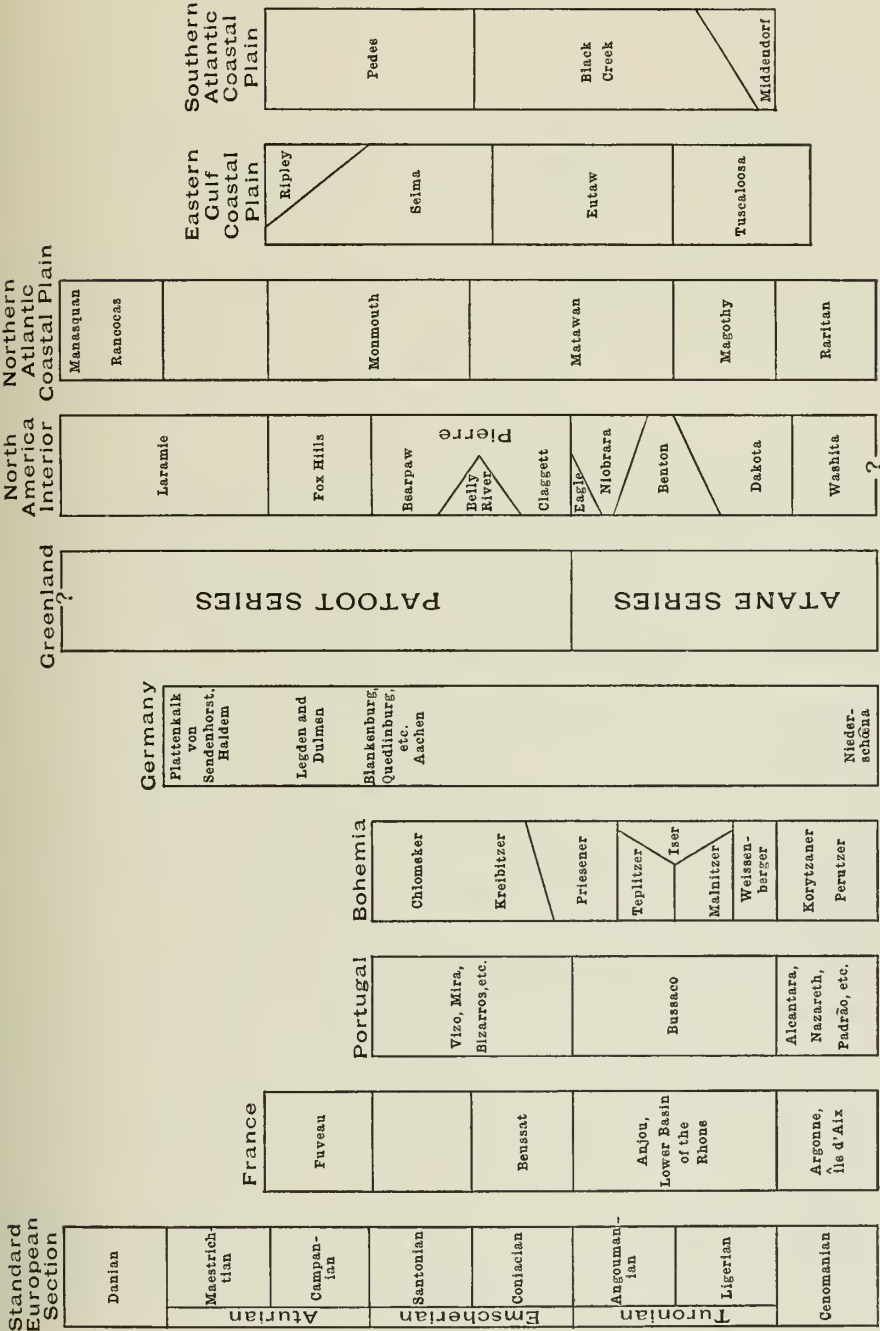 Standard
European
Section
Danian
Maestrich-
tian
Campan-
ian
Aturian
Santonian
Coniacian
Emscherian
Angouman-
ian
Ligerian
Turonian
Cenomanian
France
Fuveau
Beussat
Anjou,
Lower Basin
of the
Rhone
Argonne,
Île d'Aix
Portugal
Vizo, Mira,
Bizarros, etc.
Bussaco
Alcantara,
Nazareth,
Padrão, etc.
Bohemia
Chlomeker
Kreibitzer
Priesener
Teplitzer
Iser
Malnitzer
Weissen-
berger
Korytzaner
Perutzer
Germany
Plattenkalk
von
Sendenhorst,
Haldem
Legden and
Dulmen
Blankenburg,
Quedlinburg,
etc.
Aachen
Nieder-
schœna
Greenland
?
PATOOT SERIES
ATANE SERIES
North
America
Interior
Laramie
Fox Hills
Bearpaw
Belly
River
Pierre
Claggett
Eagle
Niobrara
Benton
Dakota
Washita
?
Northern
Atlantic
Coastal Plain
Manasquan
Rancocas
Monmouth
Matawan
Magothy
Raritan
Eastern
Gulf
Coastal
Plain
Ripley
Selma
Eutaw
Tuscaloosa
Southern
Atlantic
Coastal
Plain
Pedee
Black
Creek
Middendorf